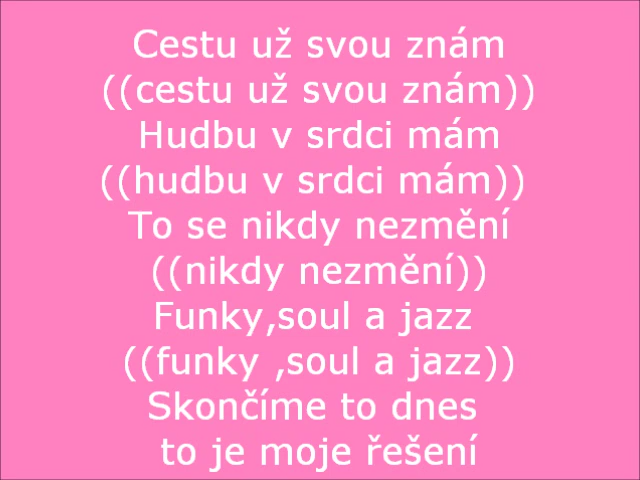 Cestu už svou znám
((cestu už svou znám))
Hudbu v srdci mám
((hudbu v srdci mám))
To se nikdy nezmění
((nikdy nezmění))
Funky,soul a jazz
((funky ,soul a jazz))
Skončíme to dnes
to je moje řešení